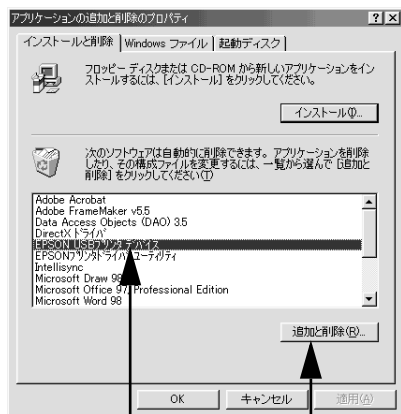 アプリケーションの追加と削除のプロパティ
? ×
インストールと削除 Windows ファイル 起動ディスク
フロッピー ディスクまたは CD-ROM から新しいアプリケーションをイン
ストールするには、[インストール] をクリックしてください。
インストール(I)...
次のソフトウェアは自動的に削除できます。アプリケーションを削除
したり、その構成ファイルを変更するには、一覧から選んで [追加と
削除] をクリックしてください(T)
Adobe Acrobat
Adobe FrameMaker v5.5
Data Access Objects (DAO) 3.5
DirectX ドライバ
EPSON USBプリンタデバイス
EPSONプリンタドライバ・ユーティリティ
Intellisync
Microsoft Draw 98
Microsoft Office 97, Professional Edition
Microsoft Word 98
追加と削除(R)...
OK キャンセル 適用(A)